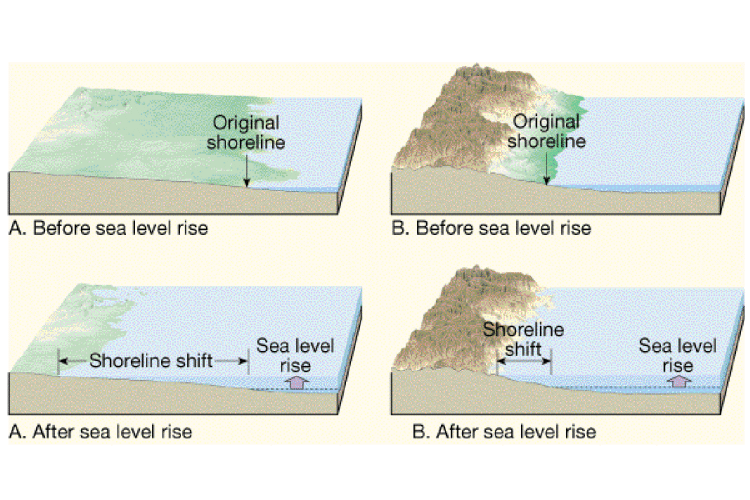 Original
shoreline
A. Before sea level rise
Original
shoreline
B. Before sea level rise
Shoreline shift
Sea level
rise
A. After sea level rise
Shoreline
shift
Sea level
rise
B. After sea level rise